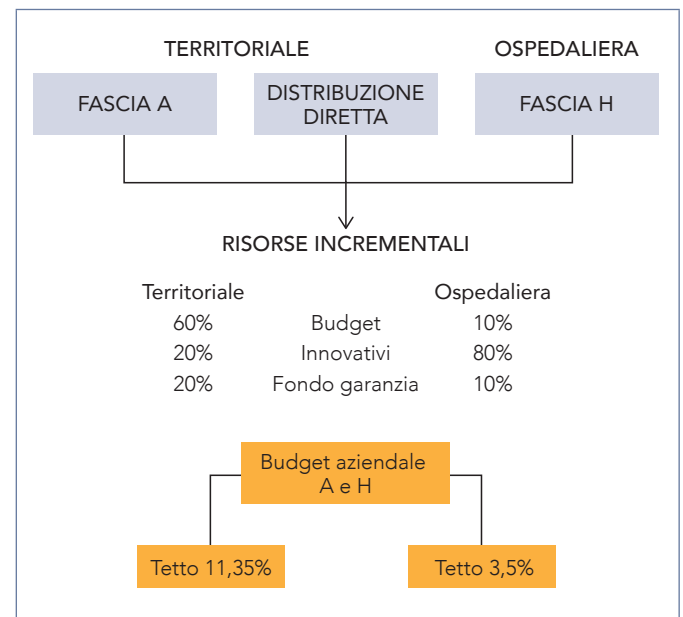 TERRITORIALE OSPEDALIERA
FASCIA A
DISTRIBUZIONE
DIRETTA
FASCIA H
RISORSE INCREMENTALI
Territoriale Ospedaliera
60% Budget 10%
20% Innovativi 80%
20% Fondo garanzia 10%
Budget aziendale
A e H
Tetto 11,35% Tetto 3,5%